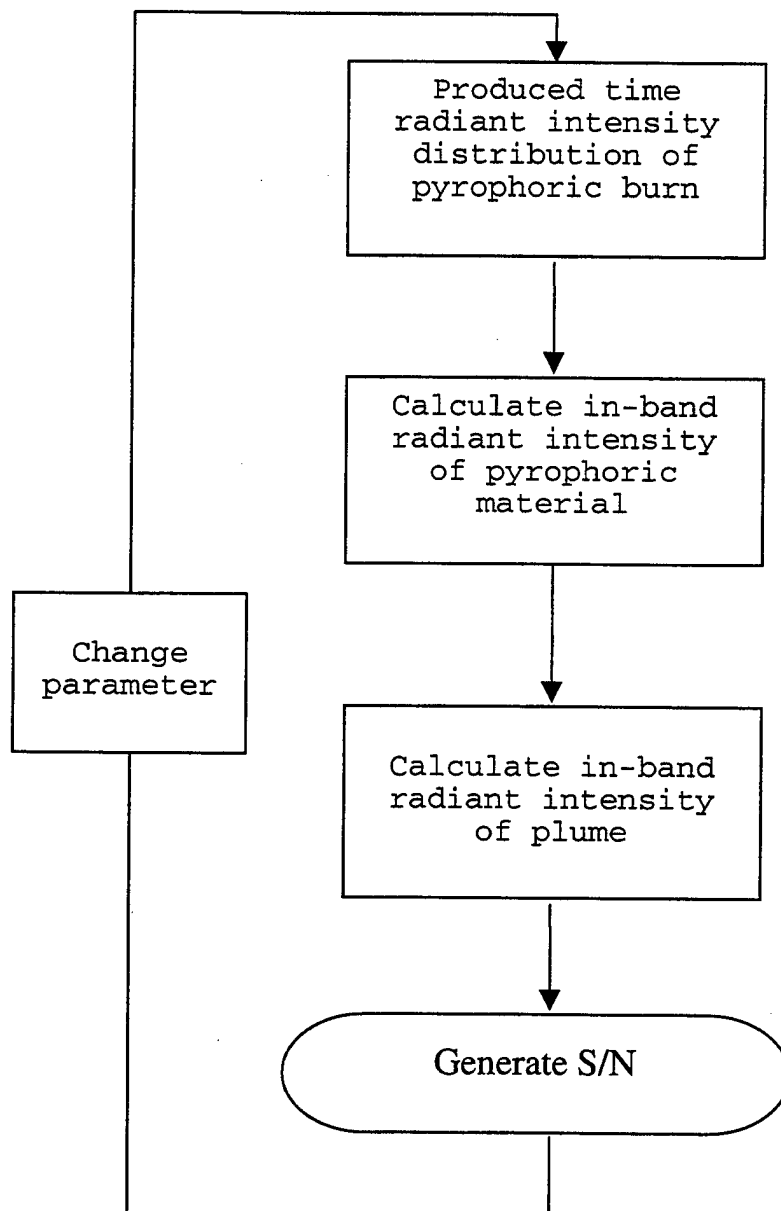 Produced time
radiant intensity
distribution of
pyrophoric burn
Calculate in-band
radiant intensity
of pyrophoric
material
Change
parameter
Calculate in-band
radiant intensity
of plume
Generate S/N